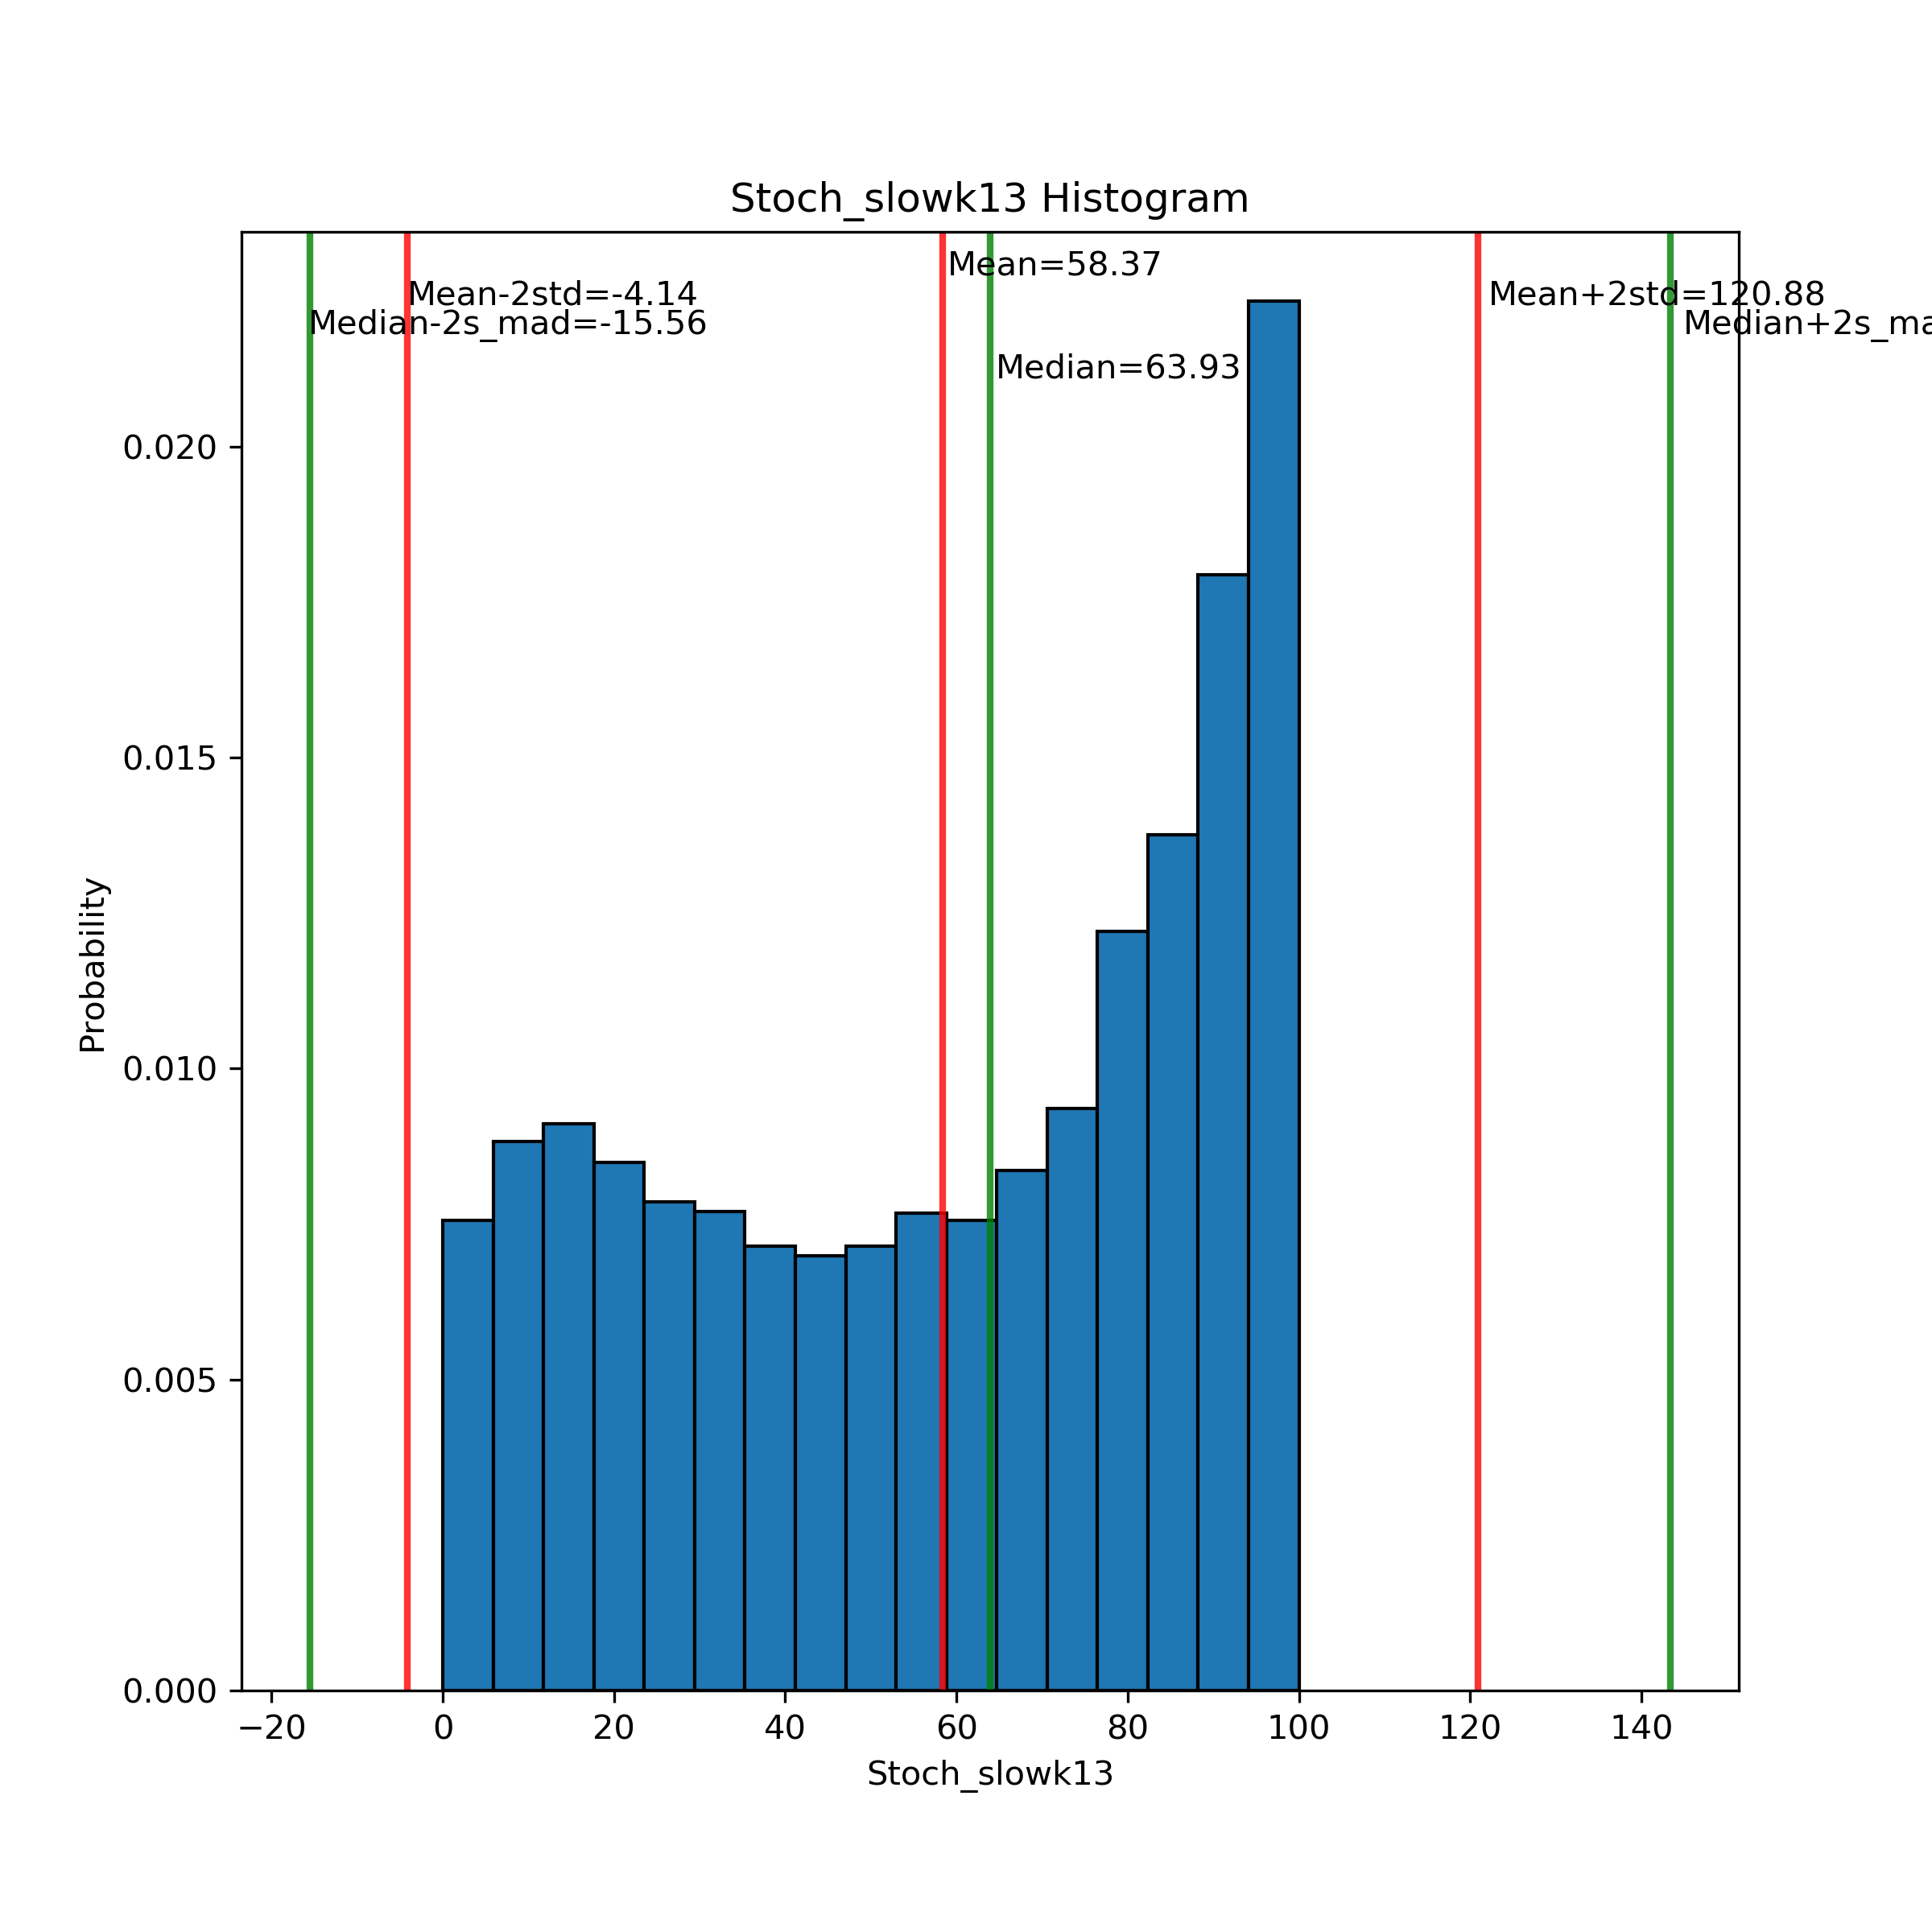 Stoch_slowk13 Histogram
Mean=58.37
Mean-2std=-4.14
Mean+2std=120.88
Median-2s_mad=-15.56
Median+2s_ma
Median=63.93
0.020
0.015
0.010
0.005
0.000
Probability
−20 0 20 40 60 80 100 120 140
Stoch_slowk13